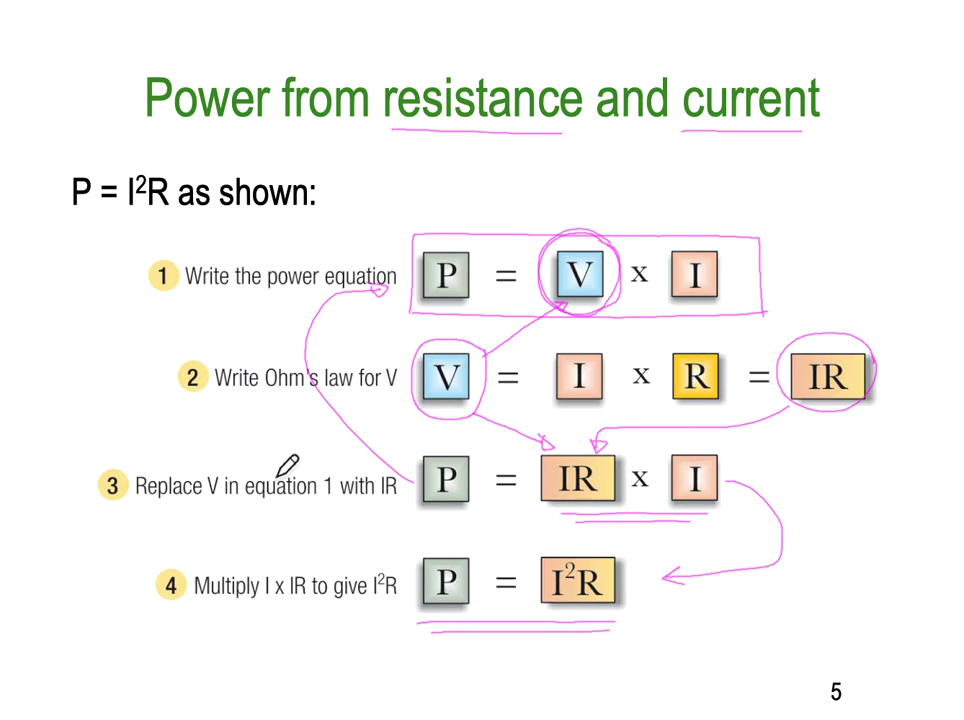 Power from resistance and current
P = I²R as shown:
1 Write the power equation P = V x I
2 Write Ohm's law for V V = I x R = IR
3 Replace V in equation 1 with IR P = IR x I
4 Multiply I x IR to give I²R P = I²R
5